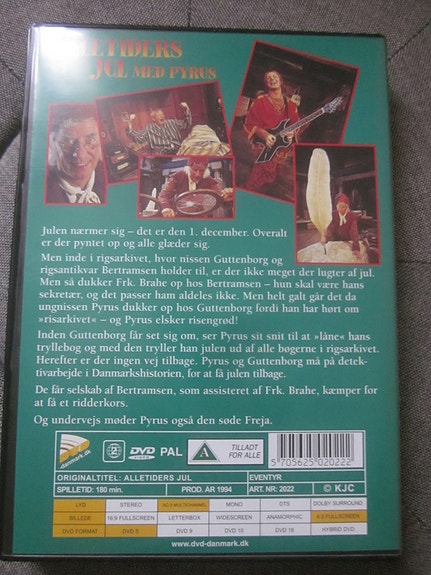 ALLETIDERS
JUL MED PYRUS
Julen nærmer sig – det er den 1. december. Overalt
er der pyntet op og alle glæder sig.
Men inde i rigsarkivet, hvor nissen Guttenborg og
rigsantikvar Bertramsen holder til, er der ikke meget der lugter af jul.
Men så dukker Frk. Brahe op hos Bertramsen – hun skal være hans
sekretær, og det passer ham aldeles ikke. Men helt galt går det da
ungnissen Pyrus dukker op hos Guttenborg fordi han har hørt om
»risarkivet« – og Pyrus elsker risengrød!
Inden Guttenborg får set sig om, ser Pyrus sit snit til at »låne« hans
tryllebog og med den tryller han julen ud af alle bøgerne i rigsarkivet.
Herefter er der ingen vej tilbage. Pyrus og Guttenborg må på detek-
tivarbejde i Danmarkshistorien, for at få julen tilbage.
De får selskab af Bertramsen, som assisteret af Frk. Brahe, kæmper for
at få et ridderkors.
Og undervejs møder Pyrus også den søde Freja.
-danmark.dk
2 DVD VIDEO PAL A TILLADT
FOR ALLE
5 705625 020222
ORIGINALTITEL: ALLETIDERS JUL EVENTYR
SPILLETID: 180 min. PROD. ÅR 1994 ART. NR: 2022 © KJC
LYD STEREO MONO DTS DOLBY SURROUND
BILLEDE 16:9 FULLSCREEN LETTERBOX WIDESCREEN ANAMORPHIC 4:3 FULLSCREEN
DVD FORMAT DVD 5 DVD 9 DVD 10 DVD 18 HYBRID DVD
www.dvd-danmark.dk